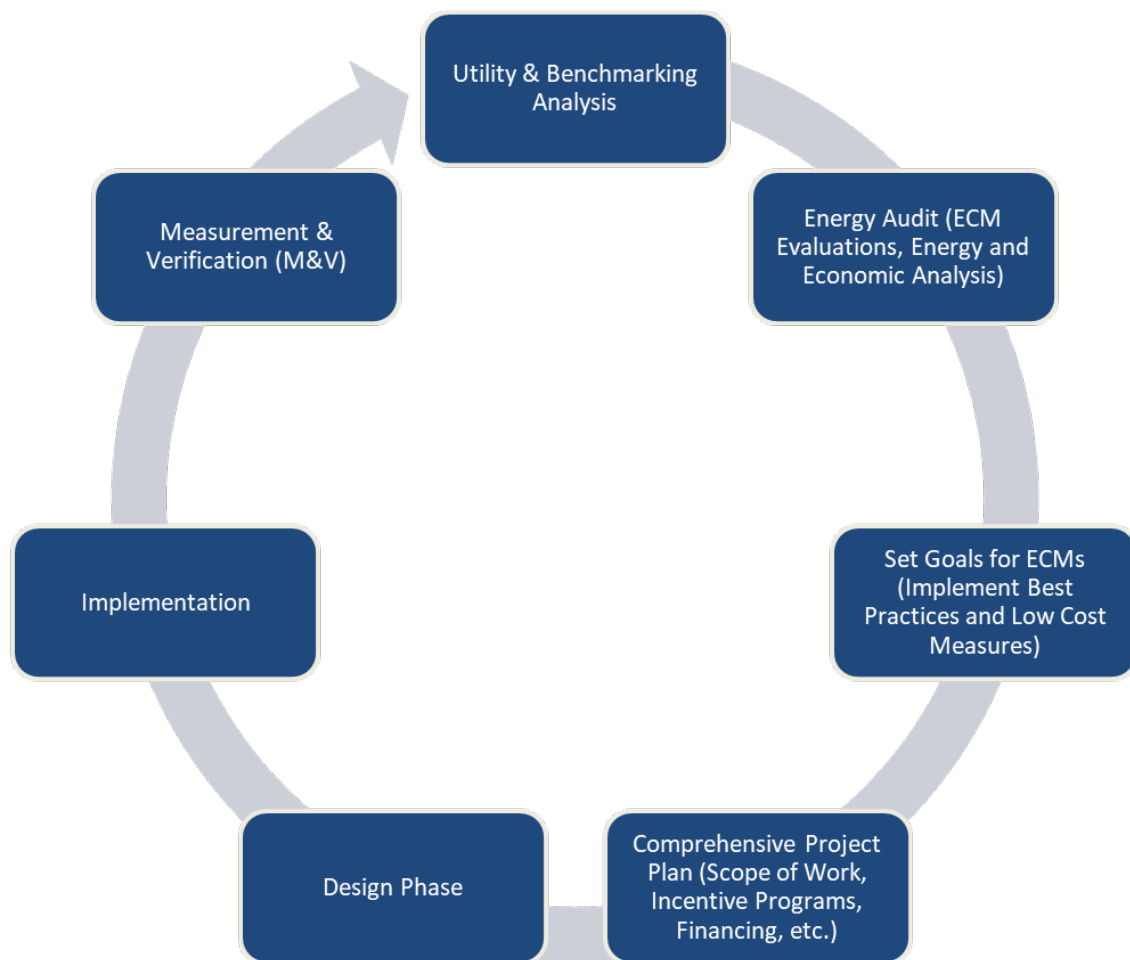 Utility & Benchmarking
Analysis
Energy Audit (ECM
Evaluations, Energy and
Economic Analysis)
Set Goals for ECMs
(Implement Best
Practices and Low Cost
Measures)
Comprehensive Project
Plan (Scope of Work,
Incentive Programs,
Financing, etc.)
Design Phase
Implementation
Measurement &
Verification (M&V)